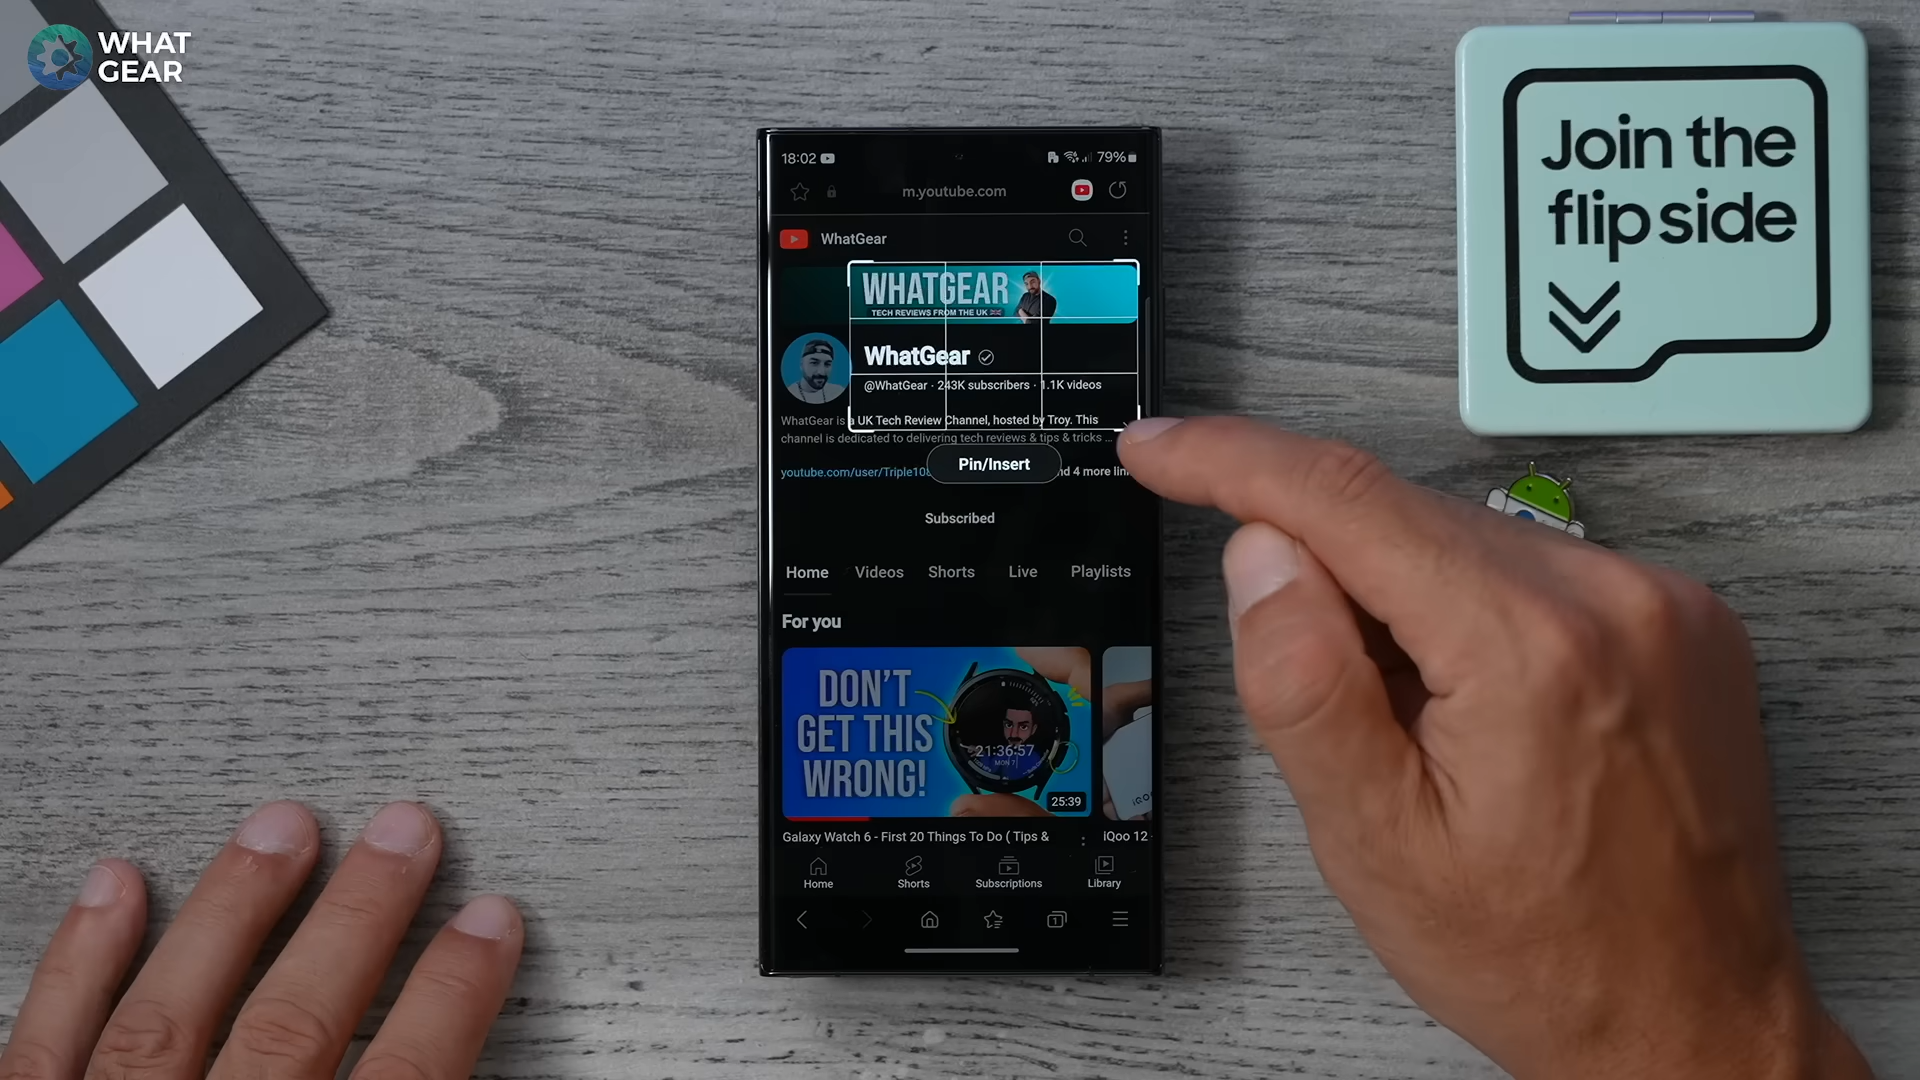 WHAT
GEAR
Join the
flip side
18:02
79%
m.youtube.com
WhatGear
WHATGEAR
TECH REVIEWS FROM THE UK
WhatGear
@WhatGear · 243K subscribers · 1.1K videos
WhatGear is a UK Tech Review Channel, hosted by Troy. This
channel is dedicated to delivering tech reviews & tips & tricks ...
youtube.com/user/Triple10
nd 4 more lin
Pin/Insert
Subscribed
Home Videos Shorts Live Playlists
For you
DON'T
GET THIS
WRONG!
21:36:57
MON 7
25:39
Galaxy Watch 6 - First 20 Things To Do ( Tips &
iQoo 12 -
Home Shorts Subscriptions Library
1